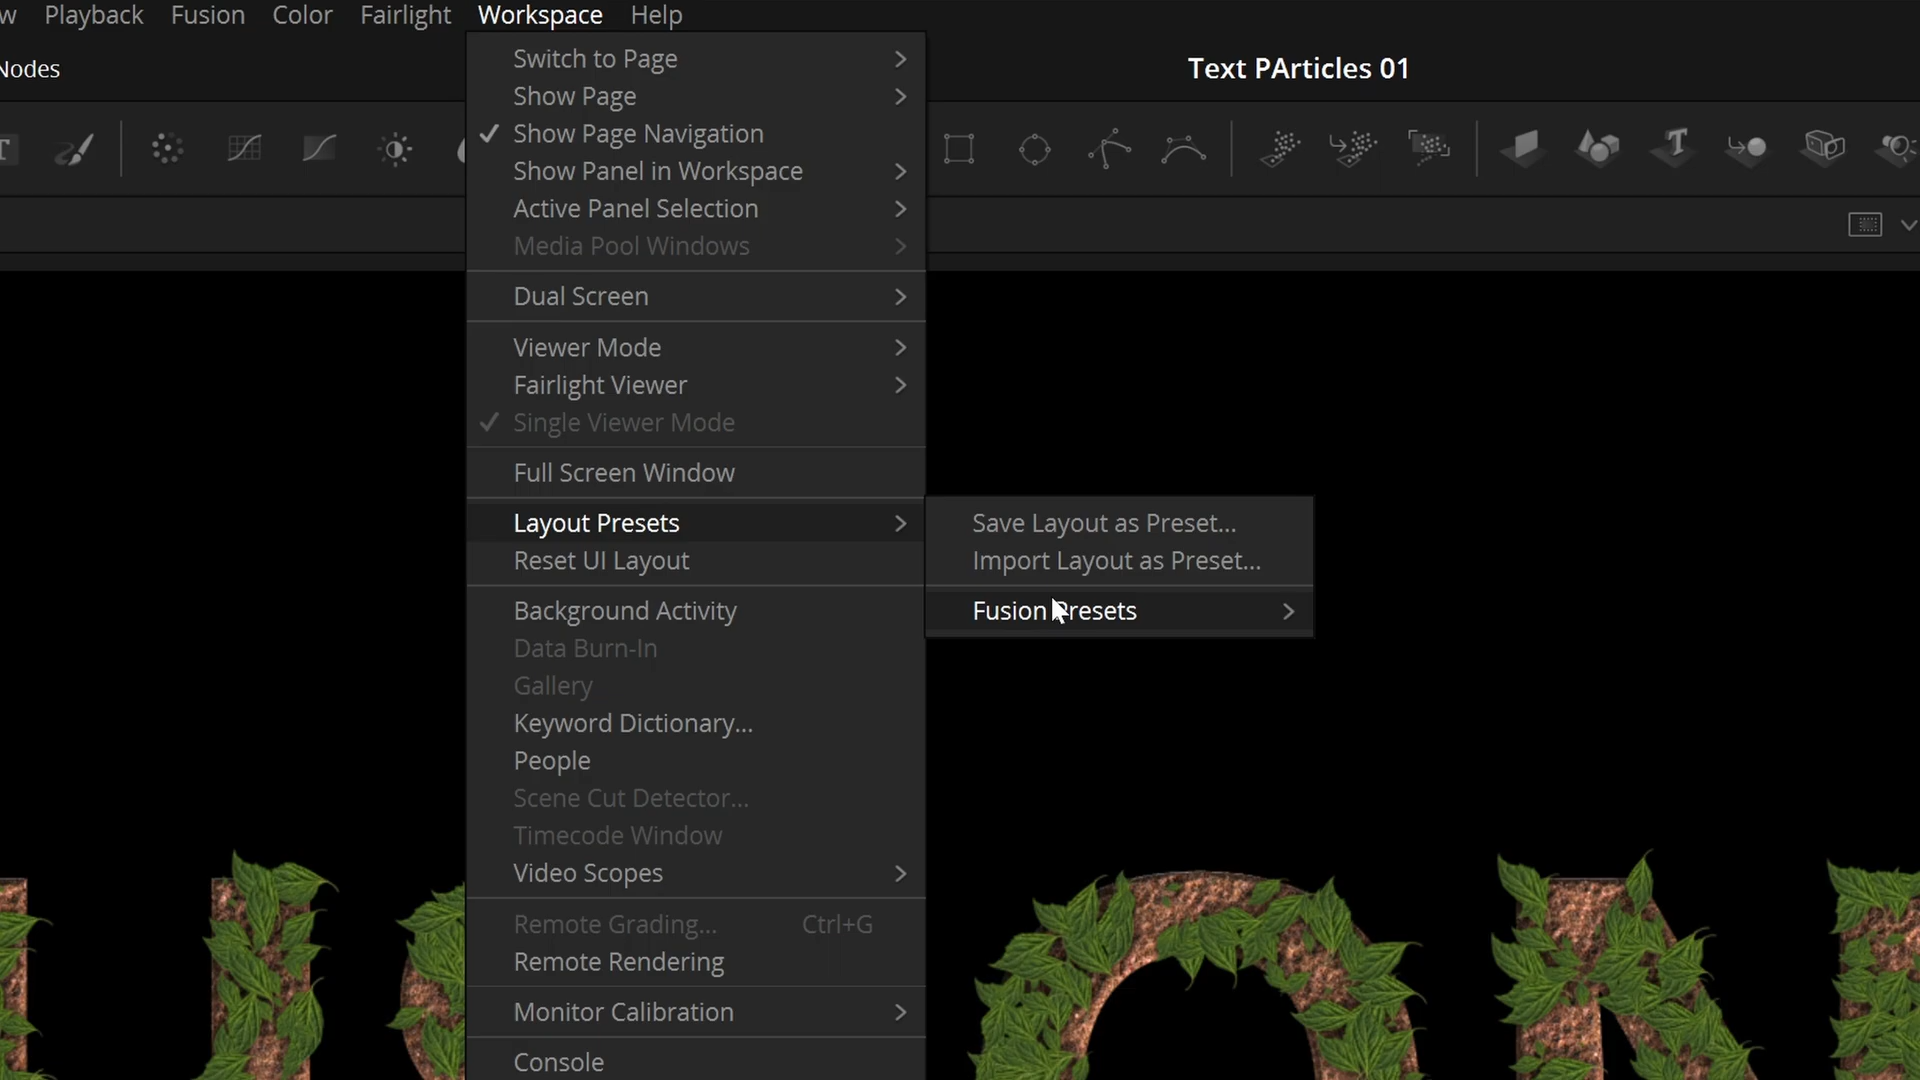 Playback Fusion Color Fairlight Workspace Help
Nodes
Text PArticles 01
Switch to Page
Show Page
Show Page Navigation
Show Panel in Workspace
Active Panel Selection
Media Pool Windows
Dual Screen
Viewer Mode
Fairlight Viewer
Single Viewer Mode
Full Screen Window
Layout Presets
Reset UI Layout
Background Activity
Data Burn-In
Gallery
Keyword Dictionary...
People
Scene Cut Detector...
Timecode Window
Video Scopes
Remote Grading... Ctrl+G
Remote Rendering
Monitor Calibration
Console
Save Layout as Preset...
Import Layout as Preset...
Fusion Presets